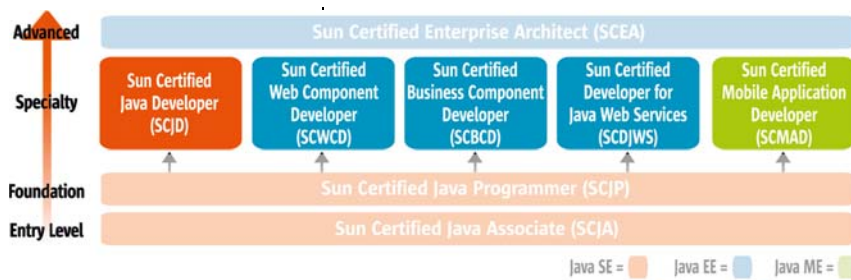 Advanced
Sun Certified Enterprise Architect (SCEA)
Specialty
Sun Certified
Java Developer
(SCJD)
Sun Certified
Web Component
Developer
(SCWCD)
Sun Certified
Business Component
Developer
(SCBCD)
Sun Certified
Developer for
Java Web Services
(SCDJWS)
Sun Certified
Mobile Application
Developer
(SCMAD)
Foundation
Sun Certified Java Programmer (SCJP)
Entry Level
Sun Certified Java Associate (SCJA)
Java SE =
Java EE =
Java ME =